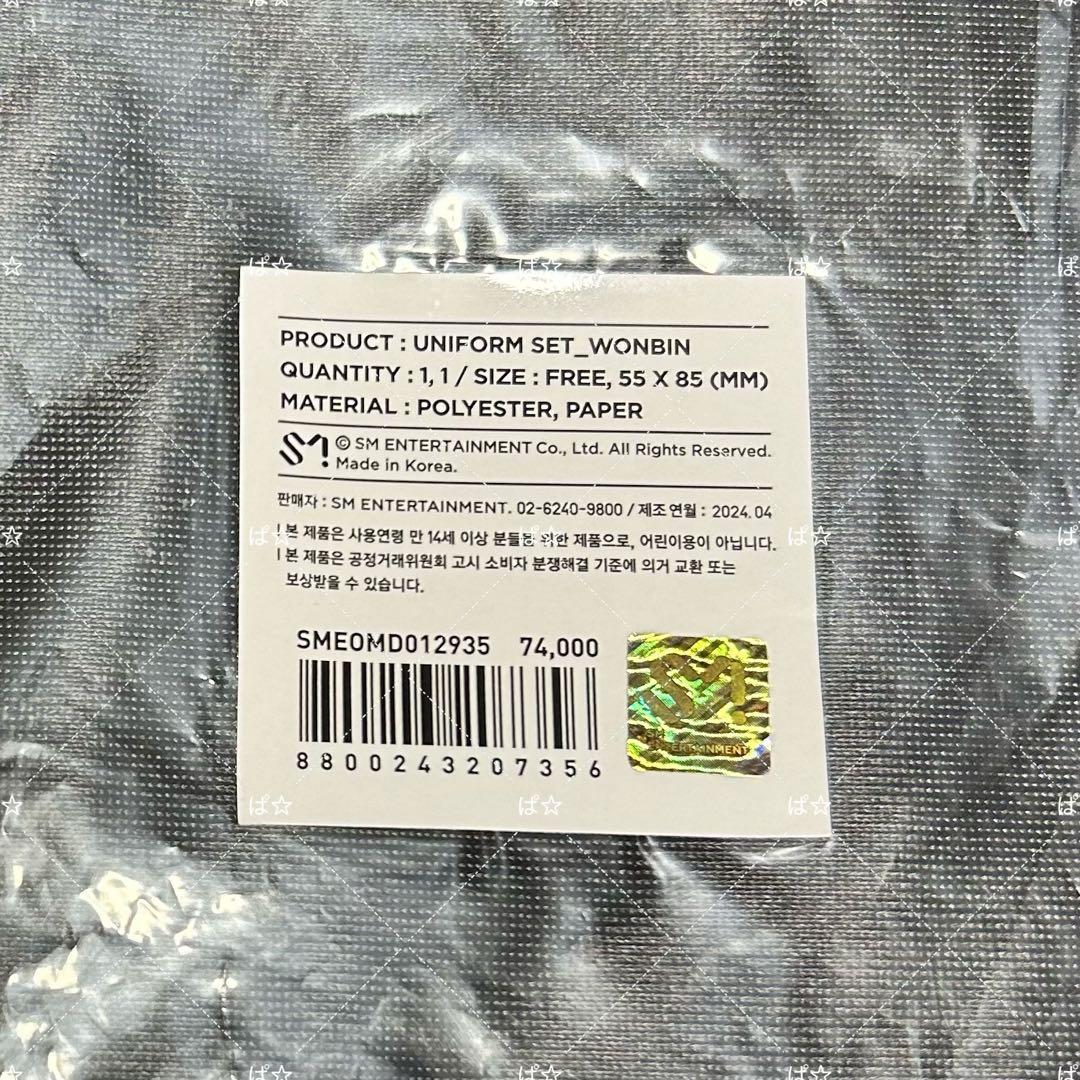 PRODUCT : UNIFORM SET_WONBIN
QUANTITY : 1, 1 / SIZE : FREE, 55 X 85 (MM)
MATERIAL : POLYESTER, PAPER
SM © SM ENTERTAINMENT Co., Ltd. All Rights Reserved.
Made in Korea.
판매자 : SM ENTERTAINMENT. 02-6240-9800 / 제조 연월 : 2024. 04
l 본 제품은 사용연령 만 14세 이상 분들을 위한 제품으로, 어린이용이 아닙니다.
l 본 제품은 공정거래위원회 고시 소비자 분쟁해결 기준에 의거 교환 또는
보상받을 수 있습니다.
SMEOMD012935 74,000
SM
ENTERTAINMENT
8800243207356
ぱ☆